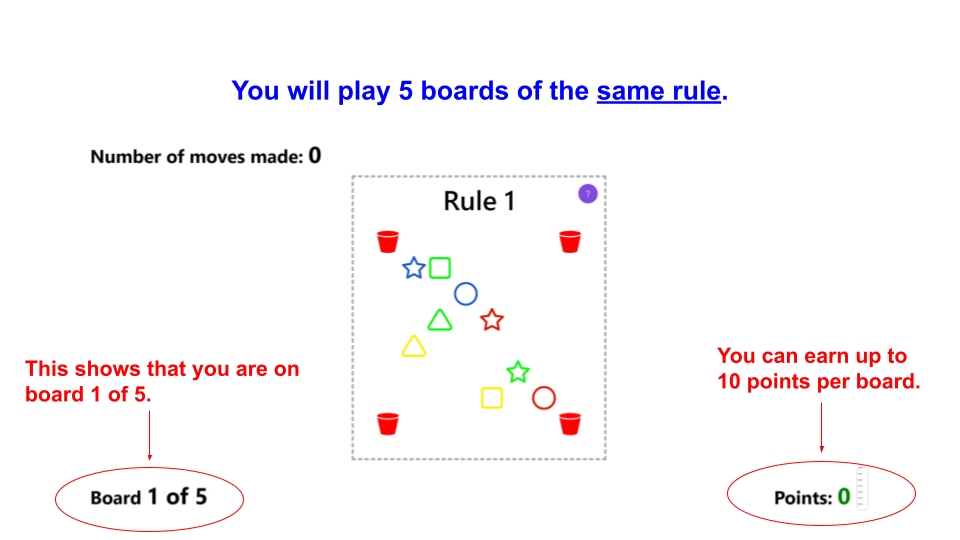 You will play 5 boards of the same rule.
Number of moves made: 0
Rule 1
?
This shows that you are on
board 1 of 5.
You can earn up to
10 points per board.
Board 1 of 5
Points: 0